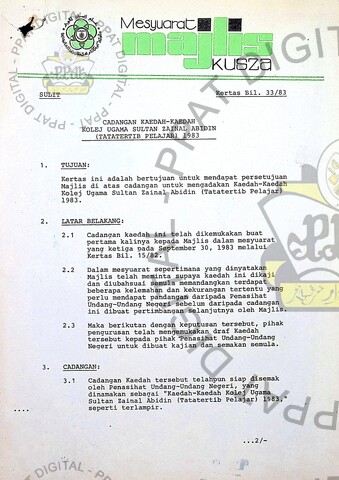 Mesyuarat
majlis
KUSZA
SULIT
Kertas Bil. 33/83
CADANGAN KAEDAH-KAEDAH
KOLEJ UGAMA SULTAN ZAINAL ABIDIN
(TATATERTIB PELAJAR) 1983
1. TUJUAN:
Kertas ini adalah bertujuan untuk mendapat persetujuan
Majlis di atas cadangan untuk mengadakan Kaedah-Kaedah
Kolej Ugama Sultan Zainal Abidin (Tatatertib Pelajar)
1983.
2. LATAR BELAKANG:
2.1 Cadangan kaedah ini telah dikemukakan buat
pertama kalinya kepada Majlis dalam mesyuarat
yang ketiga pada September 30, 1983 melalui
Kertas Bil. 15/82.
2.2 Dalam mesyuarat sepertimana yang dinyatakan
Majlis telah meminta supaya kaedah ini dikaji
dan diubahsuai semula memandangkan terdapat
beberapa kelemahan dan kekurangan tertentu yang
perlu mendapat pandangan daripada Penasihat
Undang-Undang Negeri sebelum daripada cadangan
ini dibuat pertimbangan selanjutnya oleh Majlis.
2.3 Maka berikutan dengan keputusan tersebut, pihak
pengurusan telah mengemukakan draf Kaedah
tersebut kepada pihak Penasihat Undang-Undang
Negeri untuk dibuat kajian dan semakan semula.
3. CADANGAN:
3.1 Cadangan Kaedah tersebut telahpun siap disemak
oleh Penasihat Undang-Undang Negeri, yang
dinamakan sebagai "Kaedah-Kaedah Kolej Ugama
Sultan Zainal Abidin (Tatatertib Pelajar) 1983,"
seperti terlampir.
...2/-
PPAT DIGITAL - PPAT DIGITAL